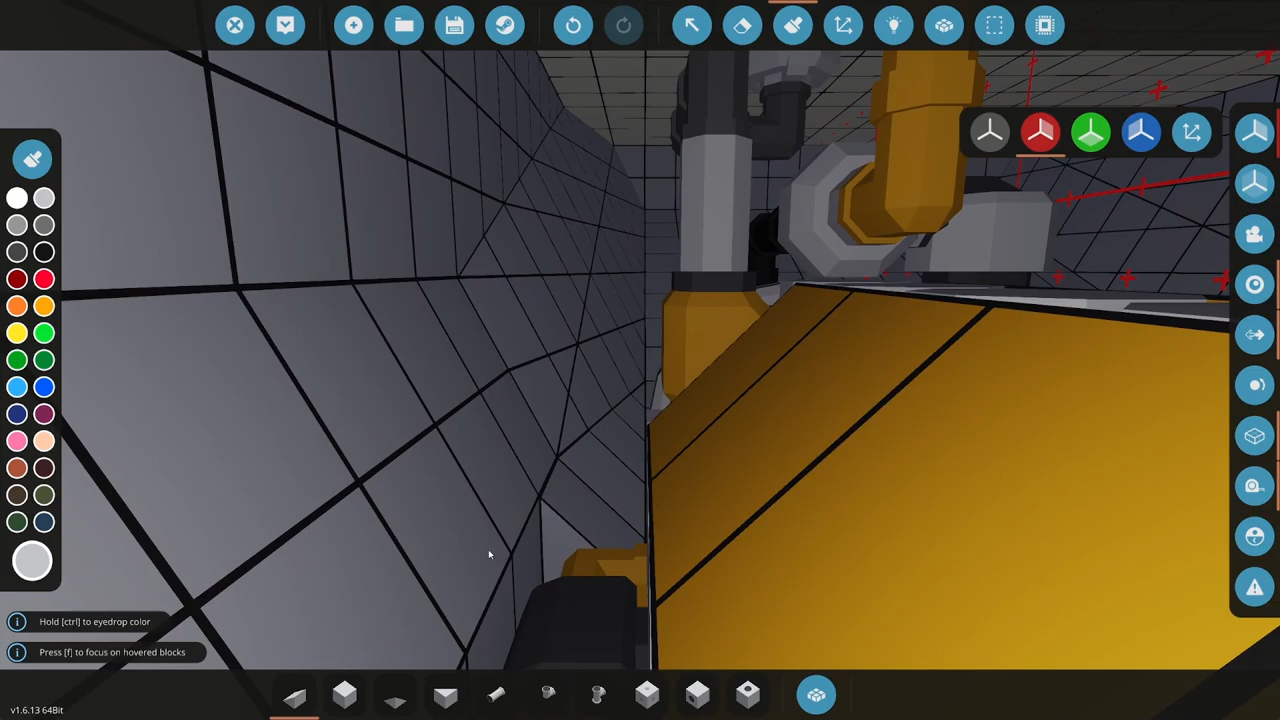 Hold [ctrl] to eyedrop color
Press [f] to focus on hovered blocks
v1.6.13 64Bit